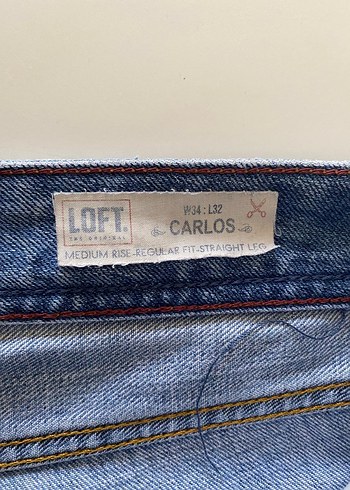 LOFT.
THE ORIGINAL
W34 : L32
CARLOS
MEDIUM RISE-REGULAR FIT-STRAIGHT LEG